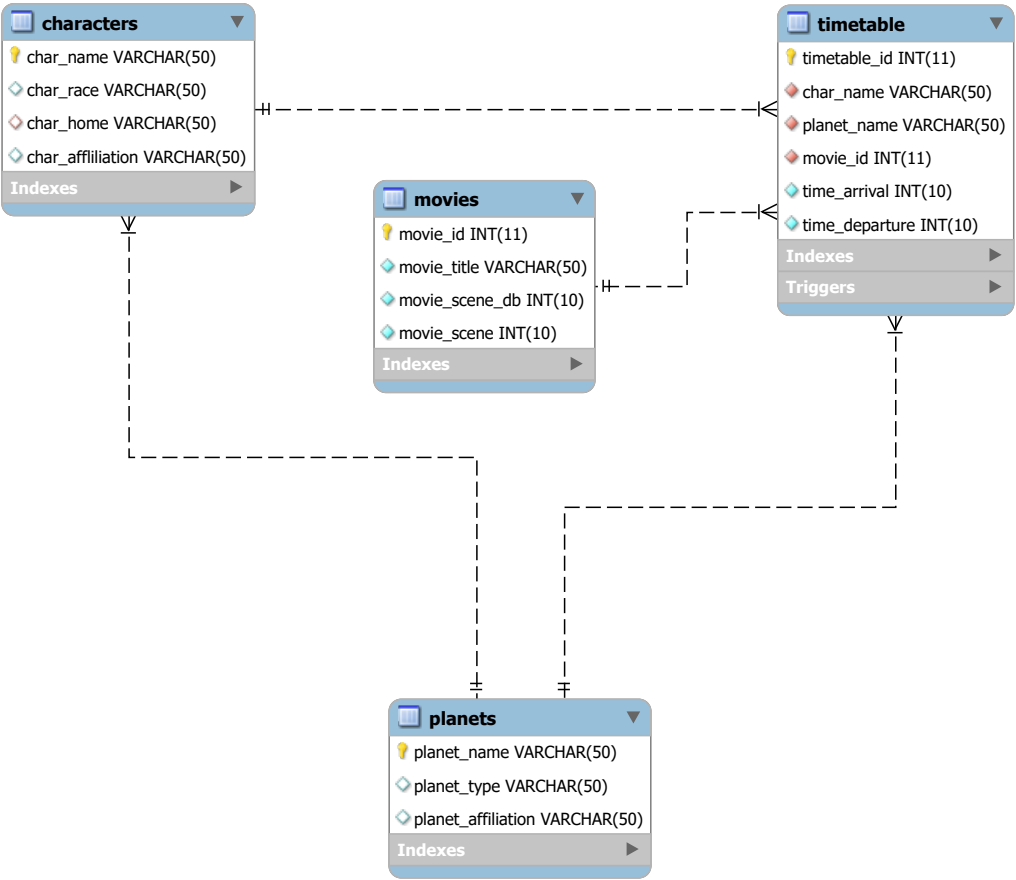 characters
char_name VARCHAR(50)
char_race VARCHAR(50)
char_home VARCHAR(50)
char_affliliation VARCHAR(50)
Indexes
movies
movie_id INT(11)
movie_title VARCHAR(50)
movie_scene_db INT(10)
movie_scene INT(10)
Indexes
timetable
timetable_id INT(11)
char_name VARCHAR(50)
planet_name VARCHAR(50)
movie_id INT(11)
time_arrival INT(10)
time_departure INT(10)
Indexes
Triggers
planets
planet_name VARCHAR(50)
planet_type VARCHAR(50)
planet_affiliation VARCHAR(50)
Indexes